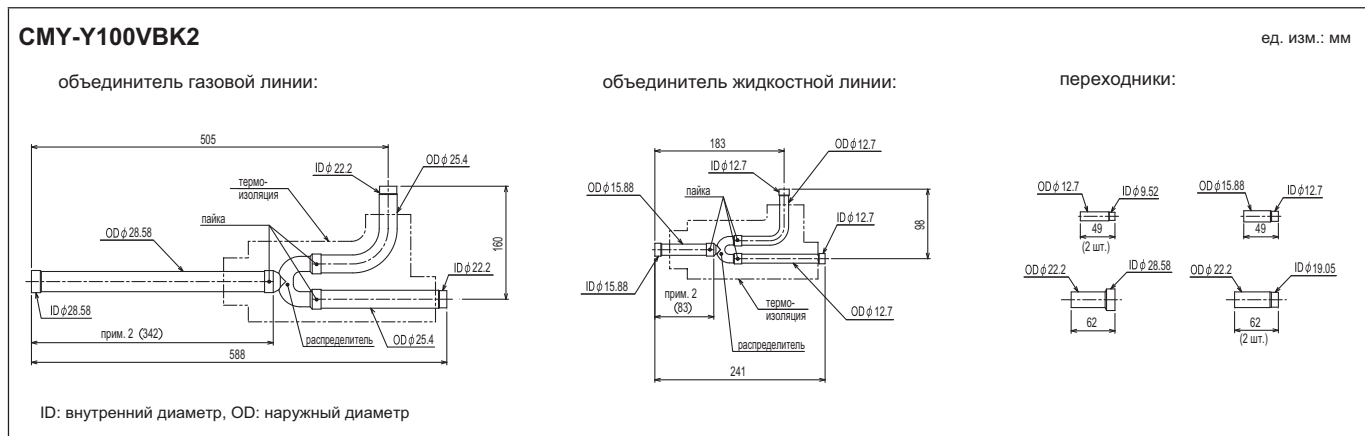 CMY-Y100VBK2
ед. изм.: мм
объединитель газовой линии:
объединитель жидкостной линии:
переходники:
505
ID φ 22.2
OD φ 25.4
термо-
изоляция
пайка
OD φ 28.58
160
ID φ 22.2
ID φ 28.58
прим. 2 (342)
распределитель
OD φ 25.4
588
183
OD φ 12.7
ID φ 12.7
OD φ 15.88
пайка
ID φ 12.7
98
ID φ 15.88
прим. 2
(83)
термо-
изоляция
OD φ 12.7
распределитель
241
OD φ 12.7
ID φ 9.52
49
(2 шт.)
OD φ 15.88
ID φ 12.7
49
OD φ 22.2
ID φ 28.58
62
OD φ 22.2
ID φ 19.05
62
(2 шт.)
ID: внутренний диаметр, OD: наружный диаметр